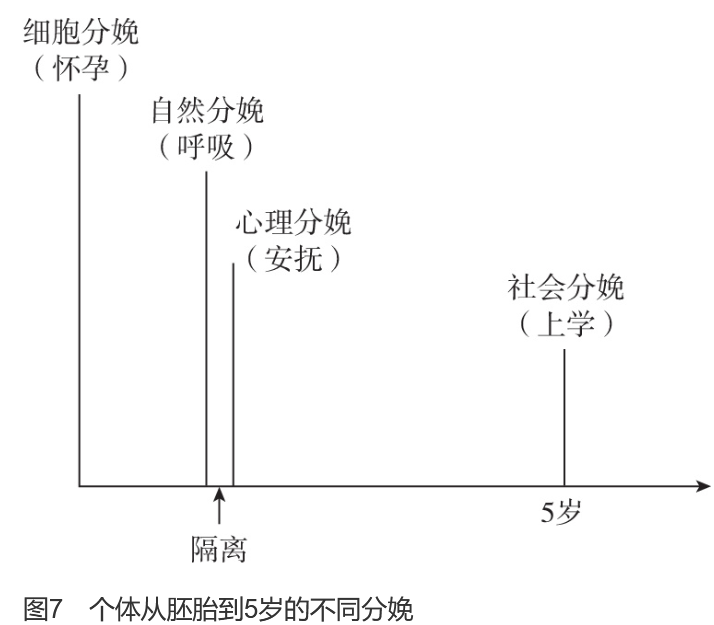 细胞分娩
（怀孕）
自然分娩
（呼吸）
心理分娩
（安抚）
社会分娩
（上学）
5岁
隔离
图7 个体从胚胎到5岁的不同分娩